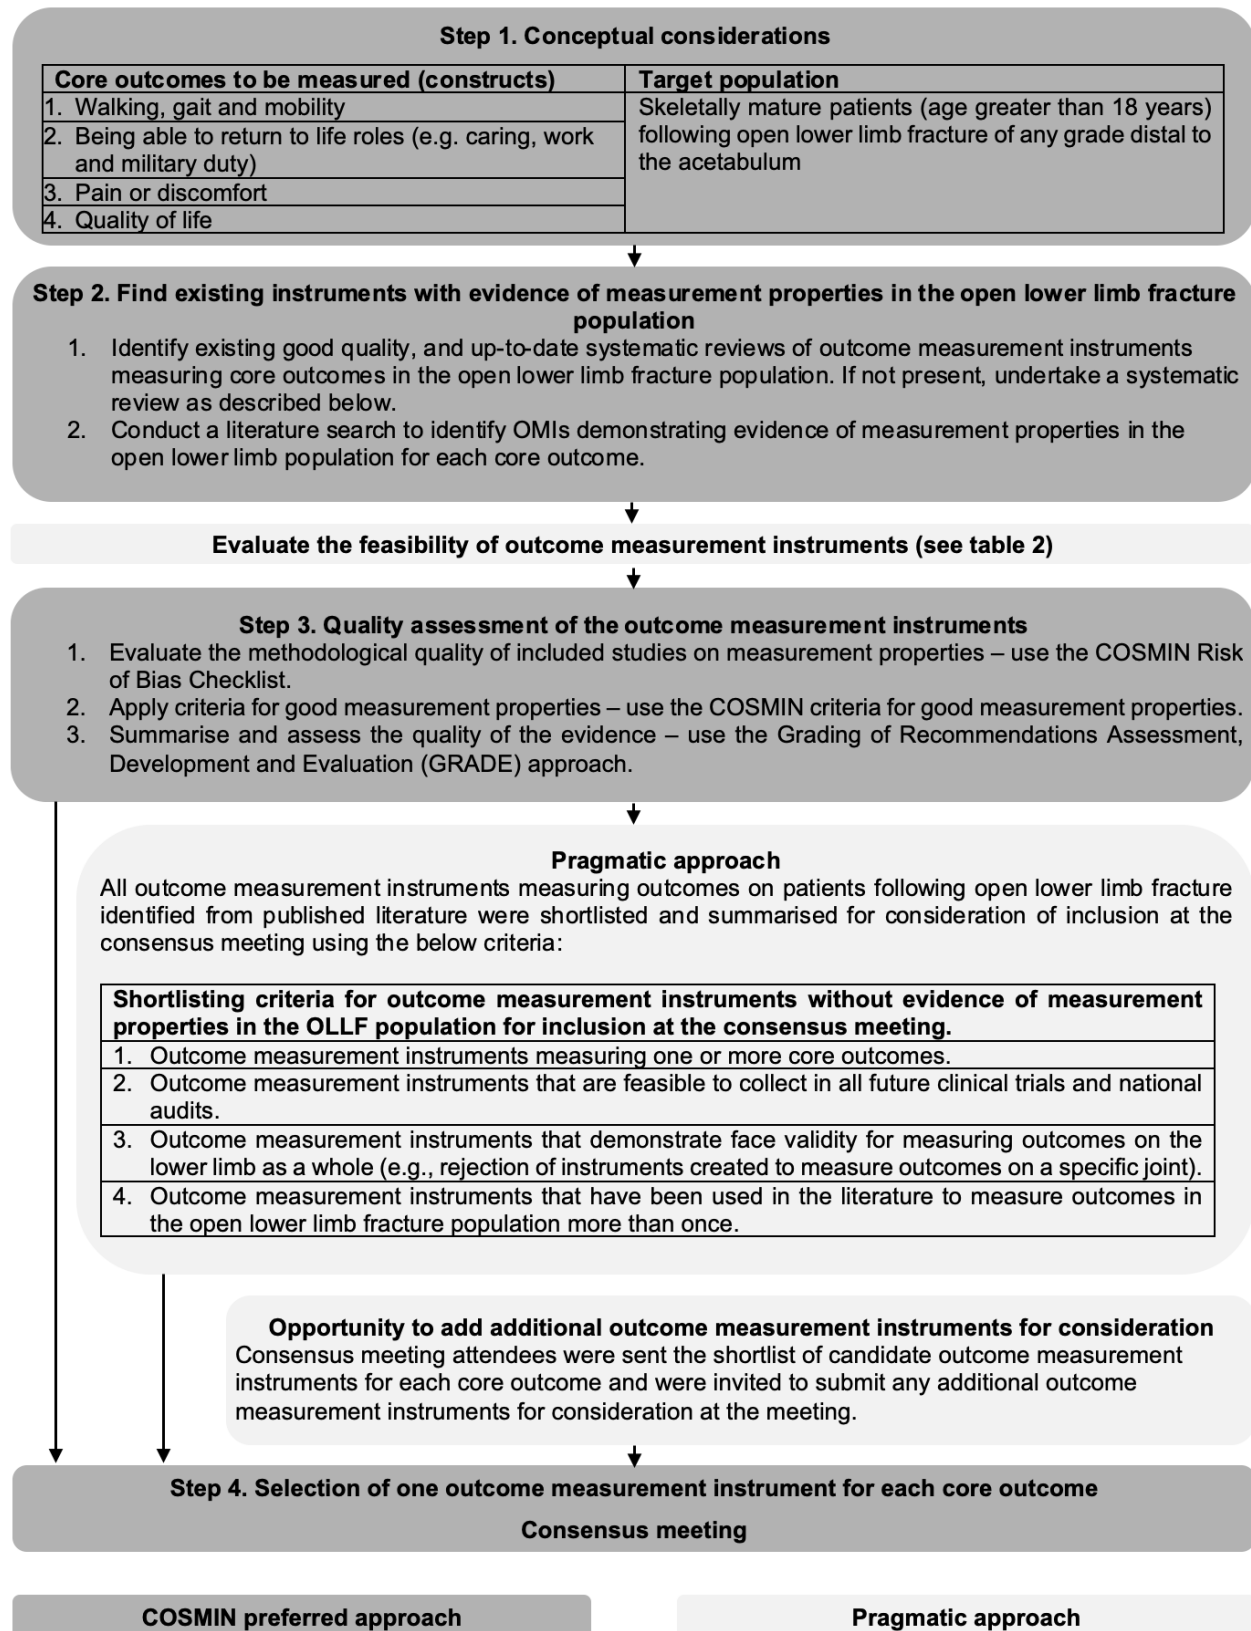 Step 1. Conceptual considerations
Core outcomes to be measured (constructs)
Target population
1. Walking, gait and mobility
2. Being able to return to life roles (e.g. caring, work
and military duty)
3. Pain or discomfort
4. Quality of life
Skeletally mature patients (age greater than 18 years)
following open lower limb fracture of any grade distal to
the acetabulum
Step 2. Find existing instruments with evidence of measurement properties in the open lower limb fracture
population
1. Identify existing good quality, and up-to-date systematic reviews of outcome measurement instruments
measuring core outcomes in the open lower limb fracture population. If not present, undertake a systematic
review as described below.
2. Conduct a literature search to identify OMIs demonstrating evidence of measurement properties in the
open lower limb population for each core outcome.
Evaluate the feasibility of outcome measurement instruments (see table 2)
Step 3. Quality assessment of the outcome measurement instruments
1. Evaluate the methodological quality of included studies on measurement properties – use the COSMIN Risk
of Bias Checklist.
2. Apply criteria for good measurement properties – use the COSMIN criteria for good measurement properties.
3. Summarise and assess the quality of the evidence – use the Grading of Recommendations Assessment,
Development and Evaluation (GRADE) approach.
Pragmatic approach
All outcome measurement instruments measuring outcomes on patients following open lower limb fracture
identified from published literature were shortlisted and summarised for consideration of inclusion at the
consensus meeting using the below criteria:
Shortlisting criteria for outcome measurement instruments without evidence of measurement
properties in the OLLF population for inclusion at the consensus meeting.
1. Outcome measurement instruments measuring one or more core outcomes.
2. Outcome measurement instruments that are feasible to collect in all future clinical trials and national
audits.
3. Outcome measurement instruments that demonstrate face validity for measuring outcomes on the
lower limb as a whole (e.g., rejection of instruments created to measure outcomes on a specific joint).
4. Outcome measurement instruments that have been used in the literature to measure outcomes in
the open lower limb fracture population more than once.
Opportunity to add additional outcome measurement instruments for consideration
Consensus meeting attendees were sent the shortlist of candidate outcome measurement
instruments for each core outcome and were invited to submit any additional outcome
measurement instruments for consideration at the meeting.
Step 4. Selection of one outcome measurement instrument for each core outcome
Consensus meeting
COSMIN preferred approach
Pragmatic approach